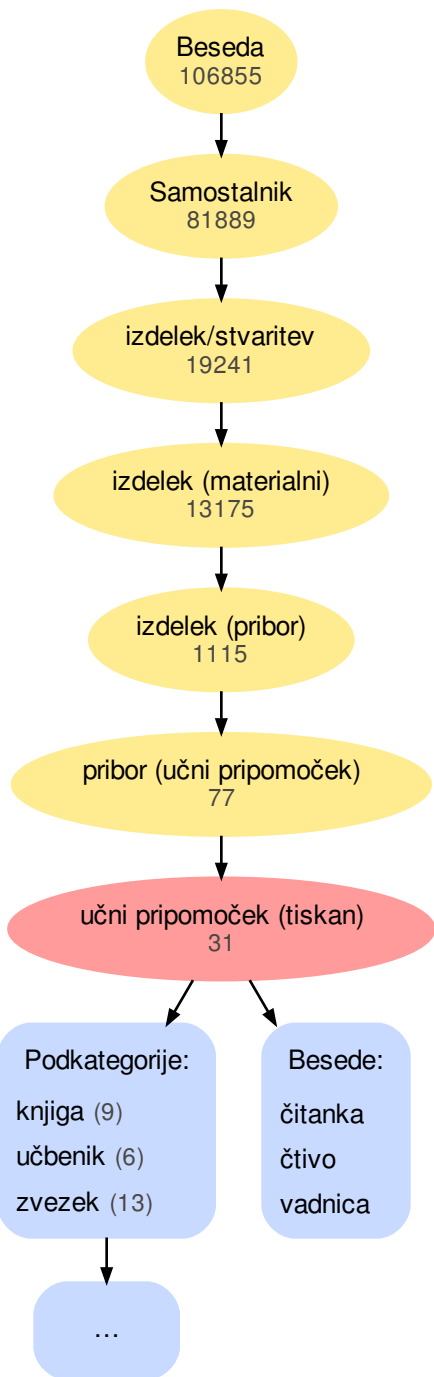 Beseda
106855
Samostalnik
81889
izdelek/stvaritev
19241
izdelek (materialni)
13175
izdelek (pribor)
1115
pribor (učni pripomoček)
77
učni pripomoček (tiskan)
31
Podkategorije:
knjiga (9)
učbenik (6)
zvezek (13)
Besede:
čitanka
čtivo
vadnica
...